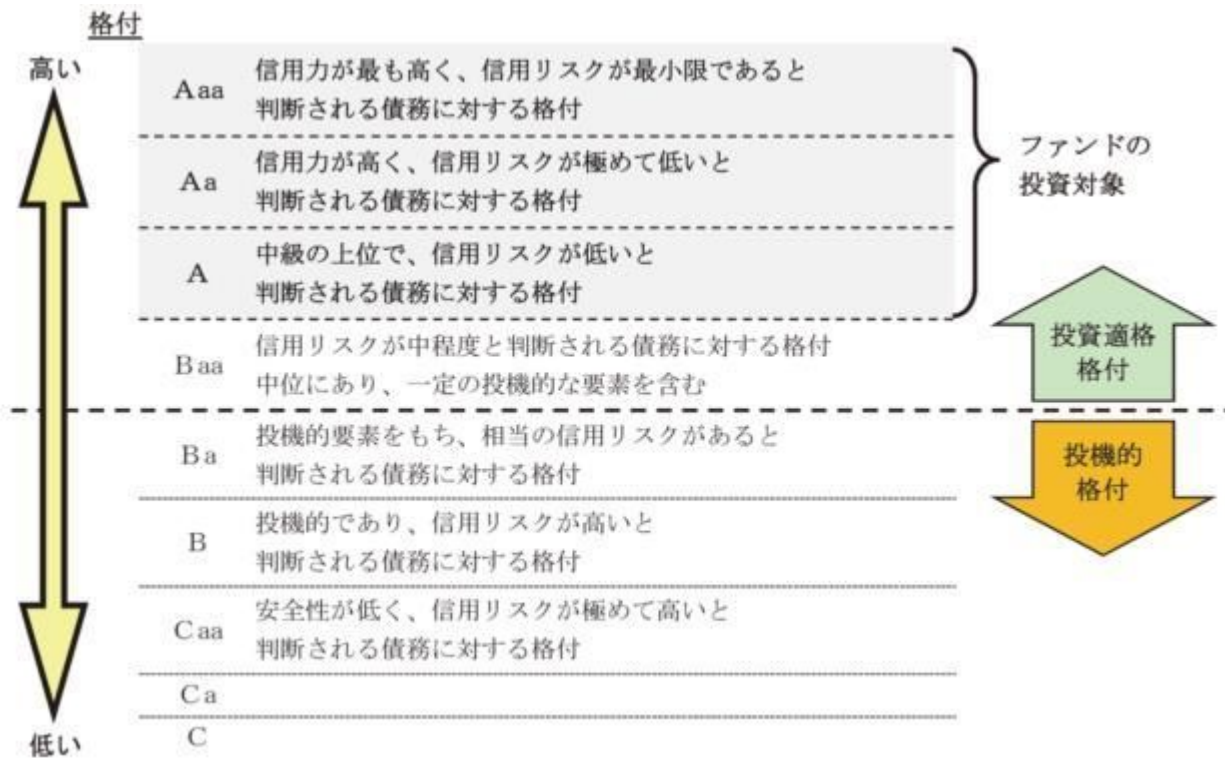 格付
高い
Aaa
信用力が最も高く、信用リスクが最小限であると
判断される債務に対する格付
Aa
信用力が高く、信用リスクが極めて低いと
判断される債務に対する格付
A
中級の上位で、信用リスクが低いと
判断される債務に対する格付
ファンドの
投資対象
Baa
信用リスクが中程度と判断される債務に対する格付
中位にあり、一定の投機的な要素を含む
投資適格
格付
Ba
投機的要素をもち、相当の信用リスクがあると
判断される債務に対する格付
投機的
格付
B
投機的であり、信用リスクが高いと
判断される債務に対する格付
Caa
安全性が低く、信用リスクが極めて高いと
判断される債務に対する格付
Ca
C
低い